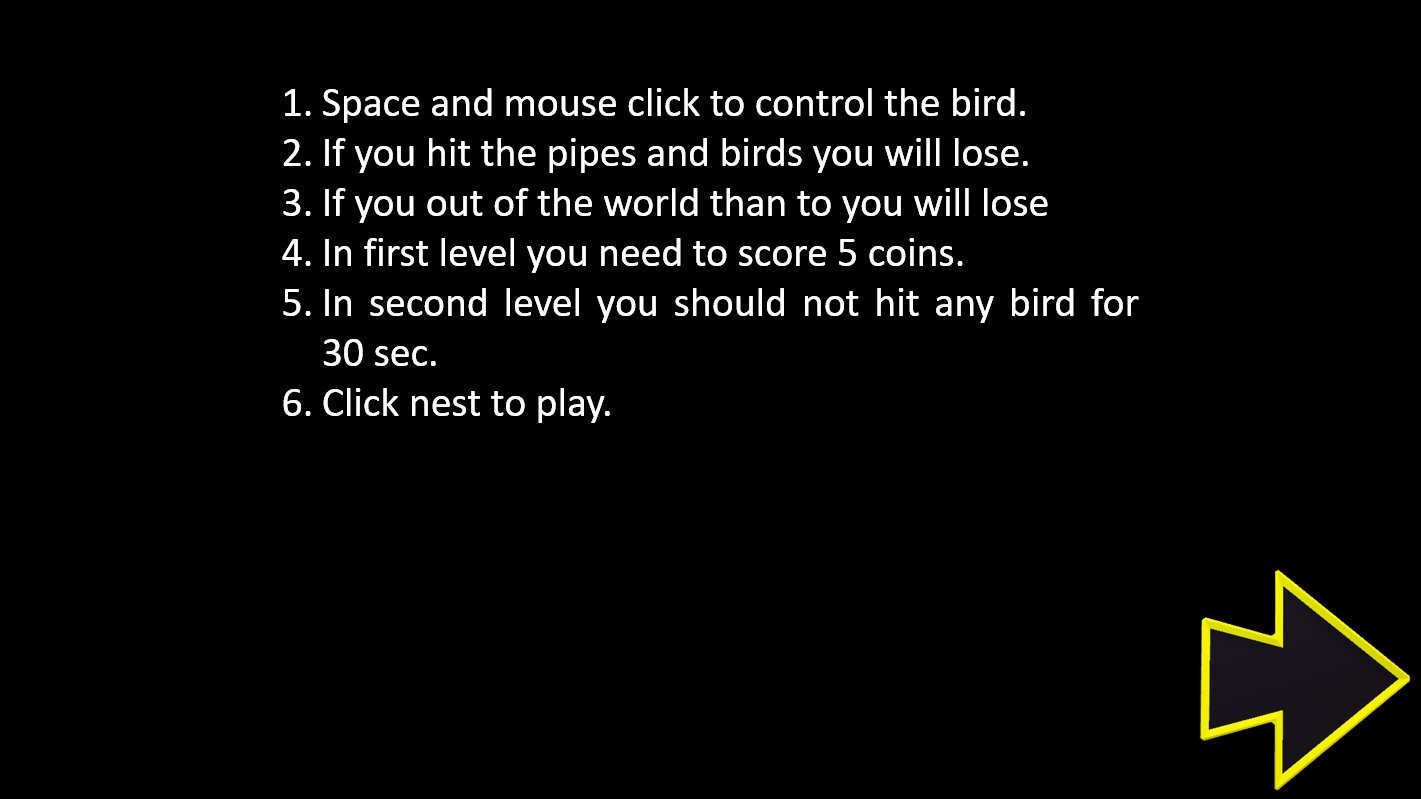 1. Space and mouse click to control the bird.
2. If you hit the pipes and birds you will lose.
3. If you out of the world than to you will lose
4. In first level you need to score 5 coins.
5. In second level you should not hit any bird for
30 sec.
6. Click nest to play.